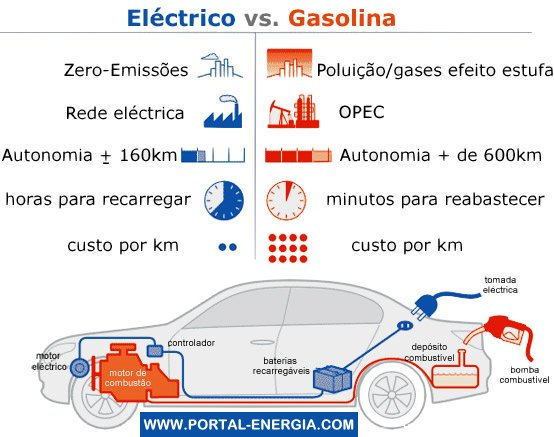 Eléctrico vs. Gasolina
Zero-Emissões
Poluição/gases efeito estufa
Rede eléctrica
OPEC
Autonomia ± 160km
Autonomia + de 600km
horas para recarregar
minutos para reabastecer
custo por km
custo por km
tomada
eléctrica
controlador
motor
eléctrico
motor de
combustão
baterias
recarregáveis
depósito
combustível
bomba
combustivel
WWW.PORTAL-ENERGIA.COM